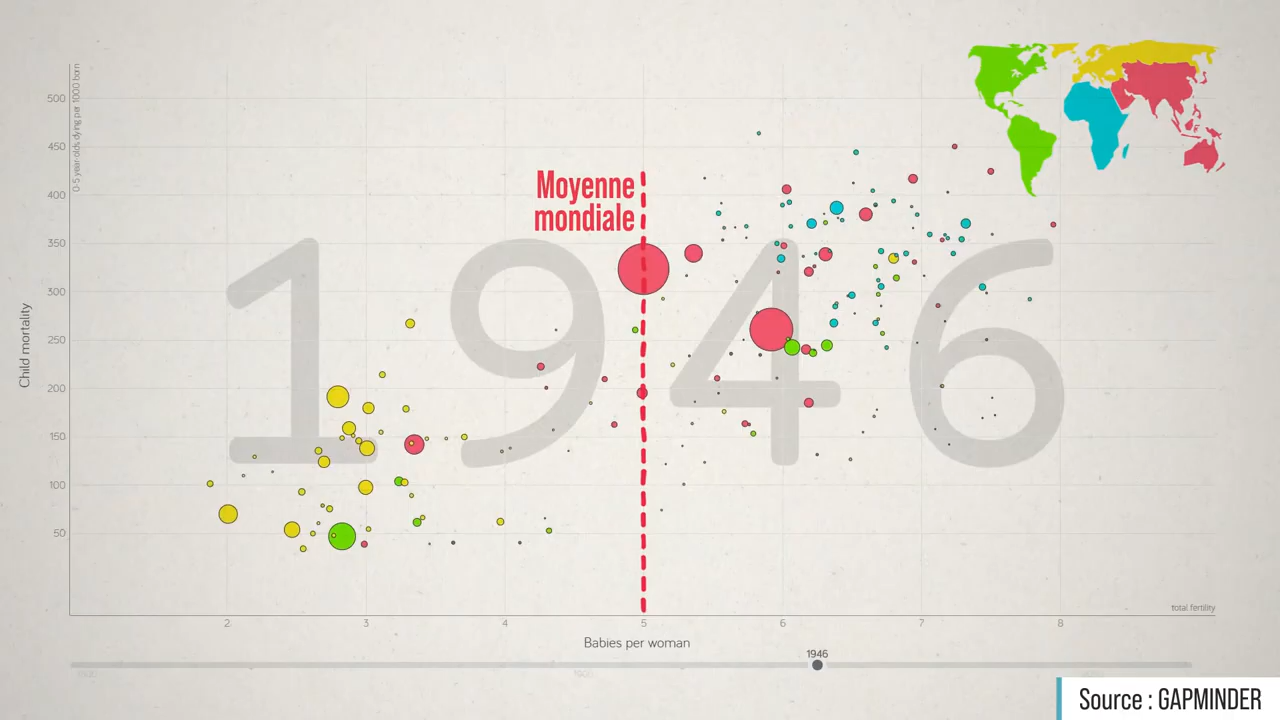 0-5 year-olds dying per 1000 born
500
450
400
350
300
250
200
150
100
50
Child mortality
Moyenne
mondiale
1946
total fertility
2
3
4
5
6
7
8
Babies per woman
1946
1900
Source : GAPMINDER